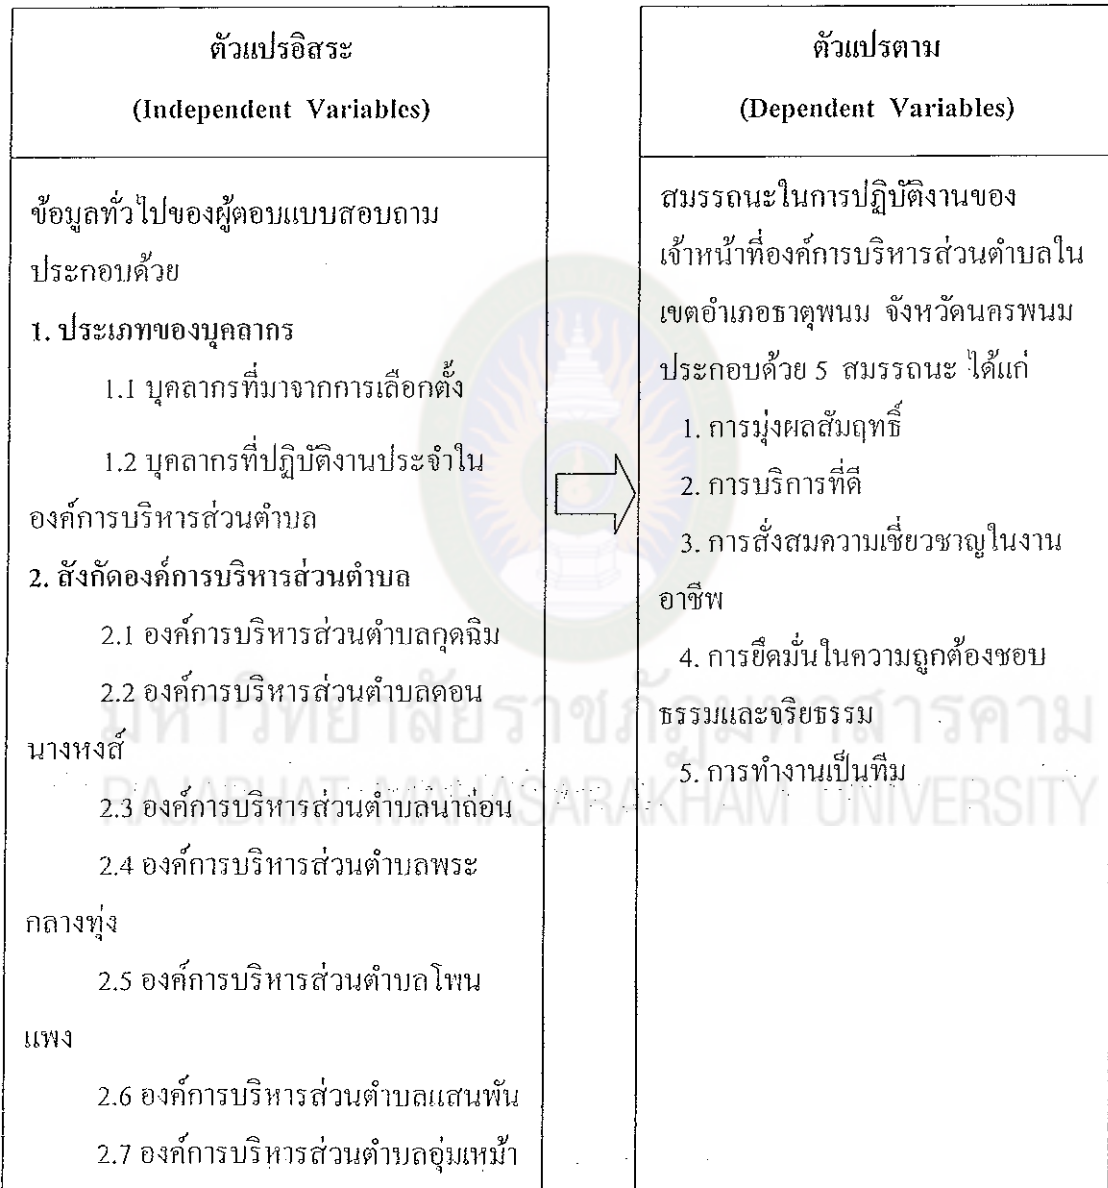 ตัวแปรอิสระ
(Independent Variables)
ข้อมูลทั่วไปของผู้ตอบแบบสอบถาม
ประกอบด้วย
1. ประเภทของบุคลากร
1.1 บุคลากรที่มาจากการเลือกตั้ง
1.2 บุคลากรที่ปฏิบัติงานประจำใน
องค์การบริหารส่วนตำบล
2. สังกัดองค์การบริหารส่วนตำบล
2.1 องค์การบริหารส่วนตำบลกุดฉิม
2.2 องค์การบริหารส่วนตำบลดอน
นางหงส์
2.3 องค์การบริหารส่วนตำบลนาถ่อน
2.4 องค์การบริหารส่วนตำบลพระ
กลางทุ่ง
2.5 องค์การบริหารส่วนตำบลโพน
แพง
2.6 องค์การบริหารส่วนตำบลแสนพัน
2.7 องค์การบริหารส่วนตำบลอุ่มเหม้า
ตัวแปรตาม
(Dependent Variables)
สมรรถนะในการปฏิบัติงานของ
เจ้าหน้าที่องค์การบริหารส่วนตำบลใน
เขตอำเภอธาตุพนม จังหวัดนครพนม
ประกอบด้วย 5 สมรรถนะ ได้แก่
1. การมุ่งผลสัมฤทธิ์
2. การบริการที่ดี
3. การสั่งสมความเชี่ยวชาญในงาน
อาชีพ
4. การยึดมั่นในความถูกต้องชอบ
ธรรมและจริยธรรม
5. การทำงานเป็นทีม
มหาวิทยาลัยราชภัฏมหาสารคาม
RAJABHAT MAHASARAKHAM UNIVERSITY